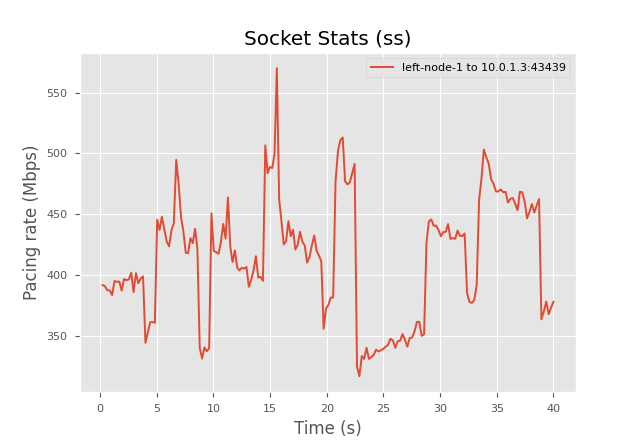 Socket Stats (ss)
left-node-1 to 10.0.1.3:43439
Pacing rate (Mbps)
550
500
450
400
350
0 5 10 15 20 25 30 35 40
Time (s)